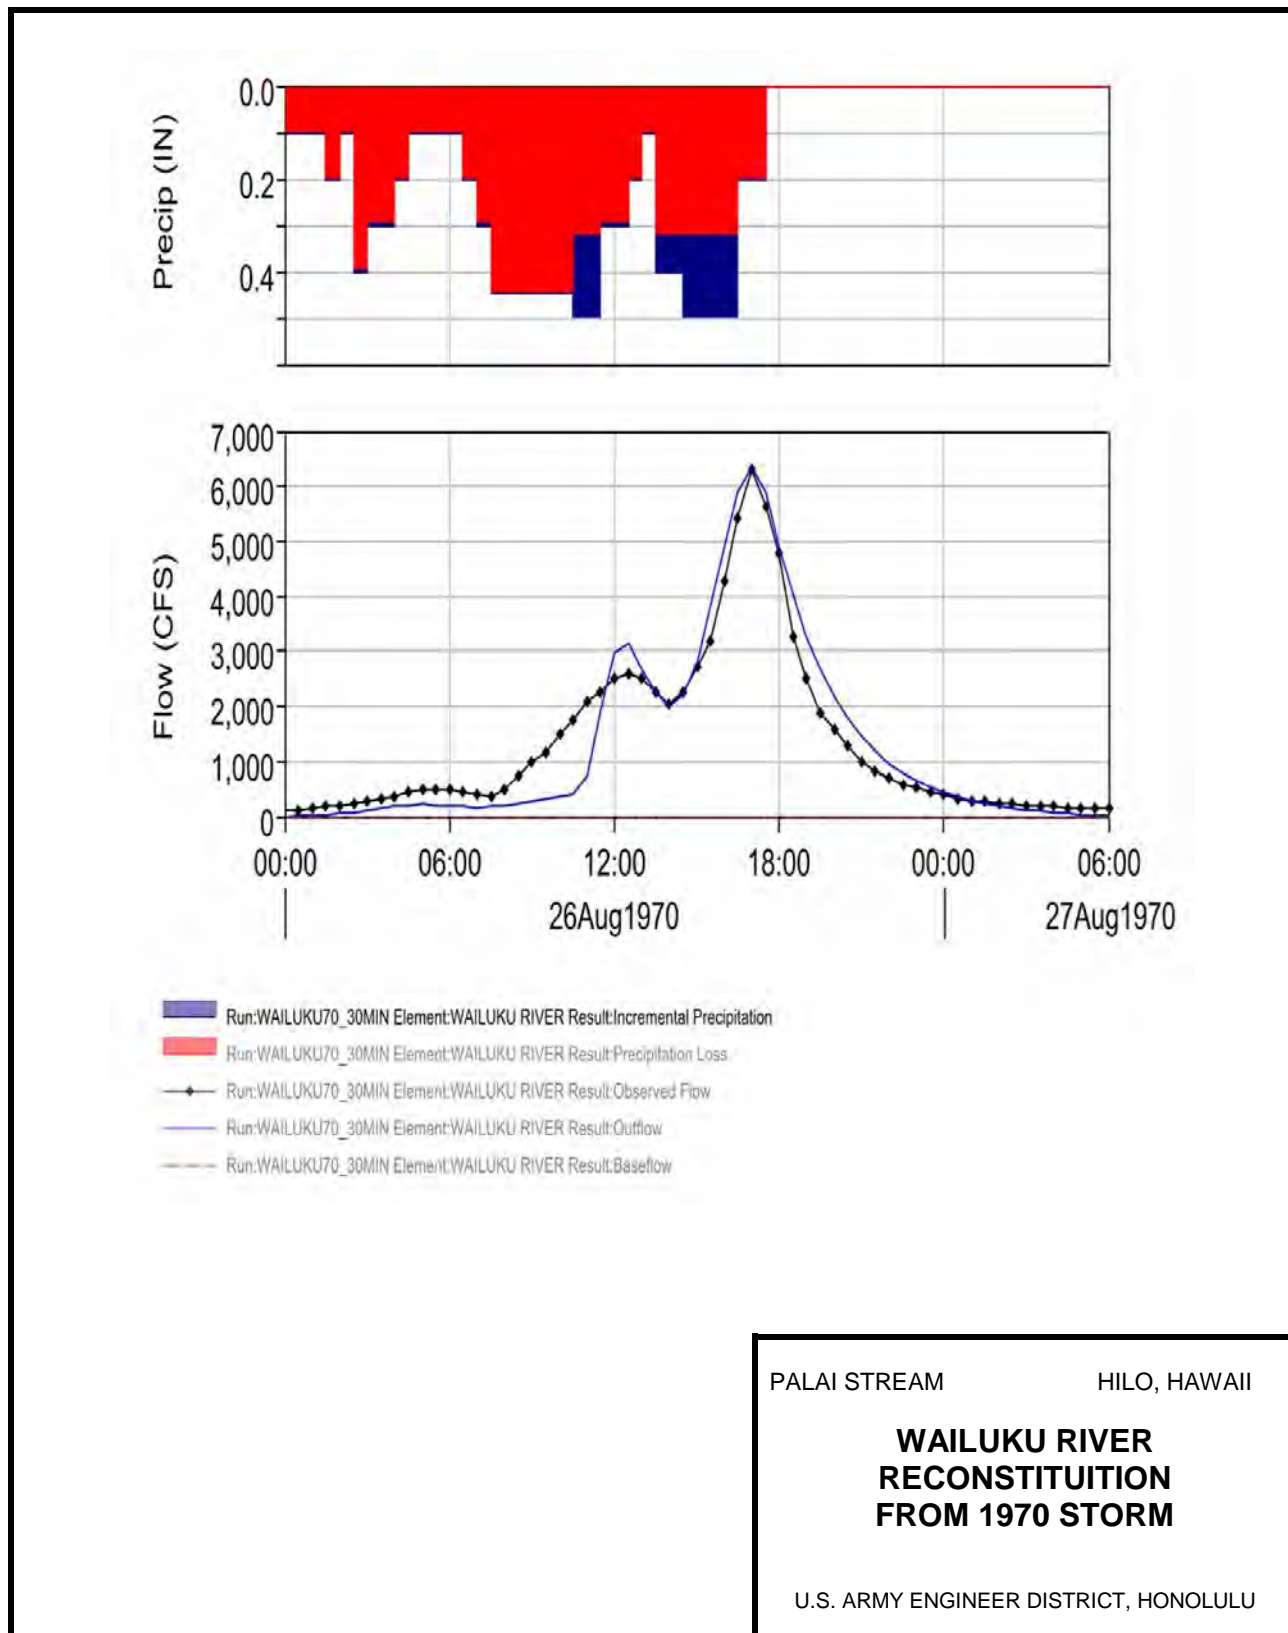 0.0
0.2
0.4
Precip (IN)
7,000
6,000
5,000
4,000
3,000
2,000
1,000
0
Flow (CFS)
00:00 06:00 12:00 18:00 00:00 06:00
26Aug1970 27Aug1970
Run:WAILUKU70_30MIN Element:WAILUKU RIVER Result:Incremental Precipitation
Run:WAILUKU70_30MIN Element:WAILUKU RIVER Result:Precipitation Loss
Run:WAILUKU70_30MIN Element:WAILUKU RIVER Result:Observed Flow
Run:WAILUKU70_30MIN Element:WAILUKU RIVER Result:Outflow
Run:WAILUKU70_30MIN Element:WAILUKU RIVER Result:Baseflow
PALAI STREAM HILO, HAWAII
WAILUKU RIVER
RECONSTITUITION
FROM 1970 STORM
U.S. ARMY ENGINEER DISTRICT, HONOLULU